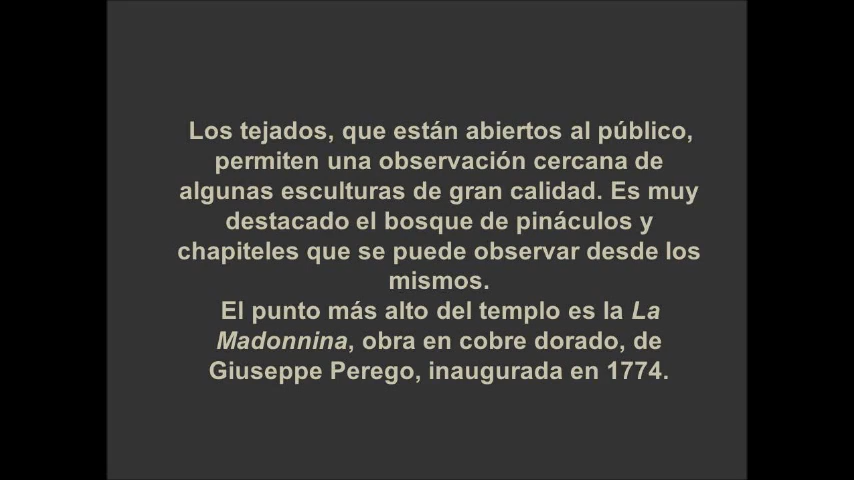 Los tejados, que están abiertos al público,
permiten una observación cercana de
algunas esculturas de gran calidad. Es muy
destacado el bosque de pináculos y
chapiteles que se puede observar desde los
mismos.
El punto más alto del templo es la La
Madonnina, obra en cobre dorado, de
Giuseppe Perego, inaugurada en 1774.